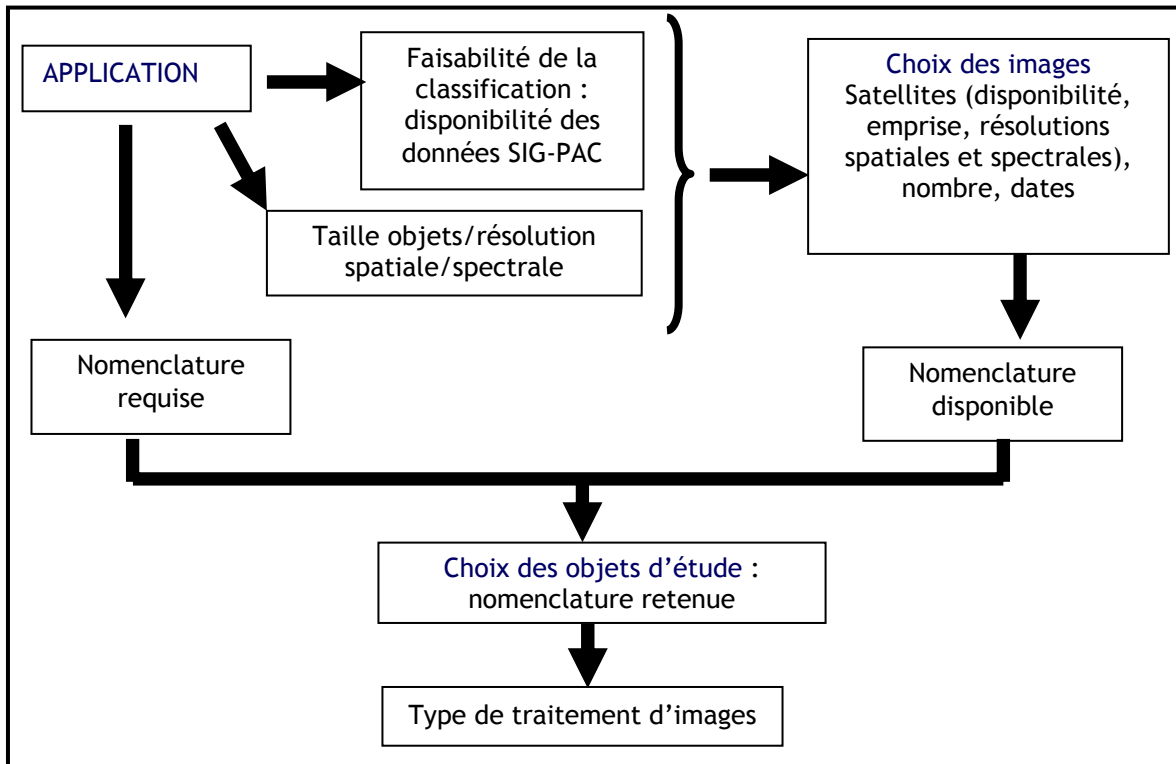 APPLICATION
Faisabilité de la
classification :
disponibilité des
données SIG-PAC
Choix des images
Satellites (disponibilité,
emprise, résolutions
spatiales et spectrales),
nombre, dates
Taille objets/résolution
spatiale/spectrale
Nomenclature
requise
Nomenclature
disponible
Choix des objets d’étude :
nomenclature retenue
Type de traitement d’images